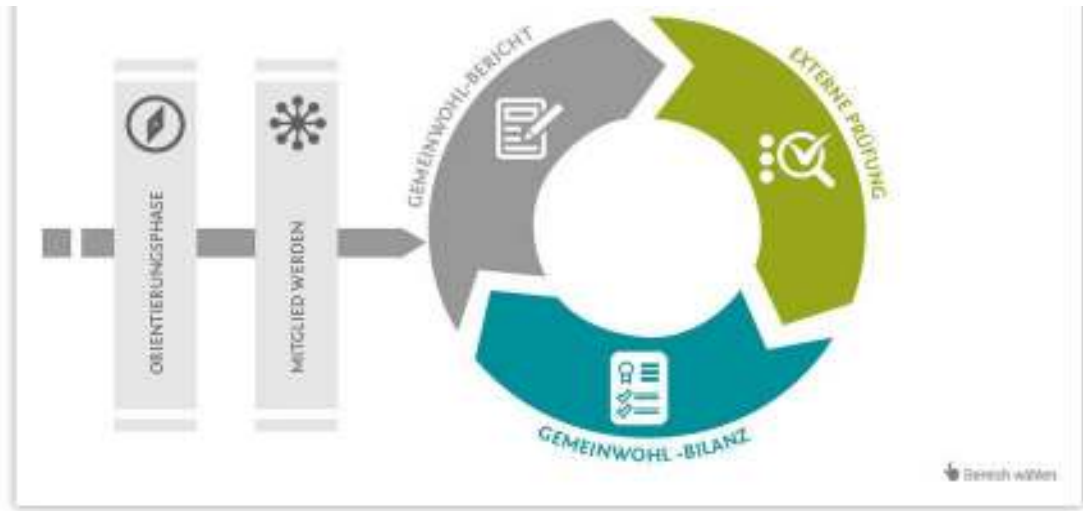 ORIENTIERUNGSPHASE
MITGLIED WERDEN
GEMEINWOHL-BERICHT
EXTERNE PRÜFUNG
GEMEINWOHL -BILANZ
Bereich wählen